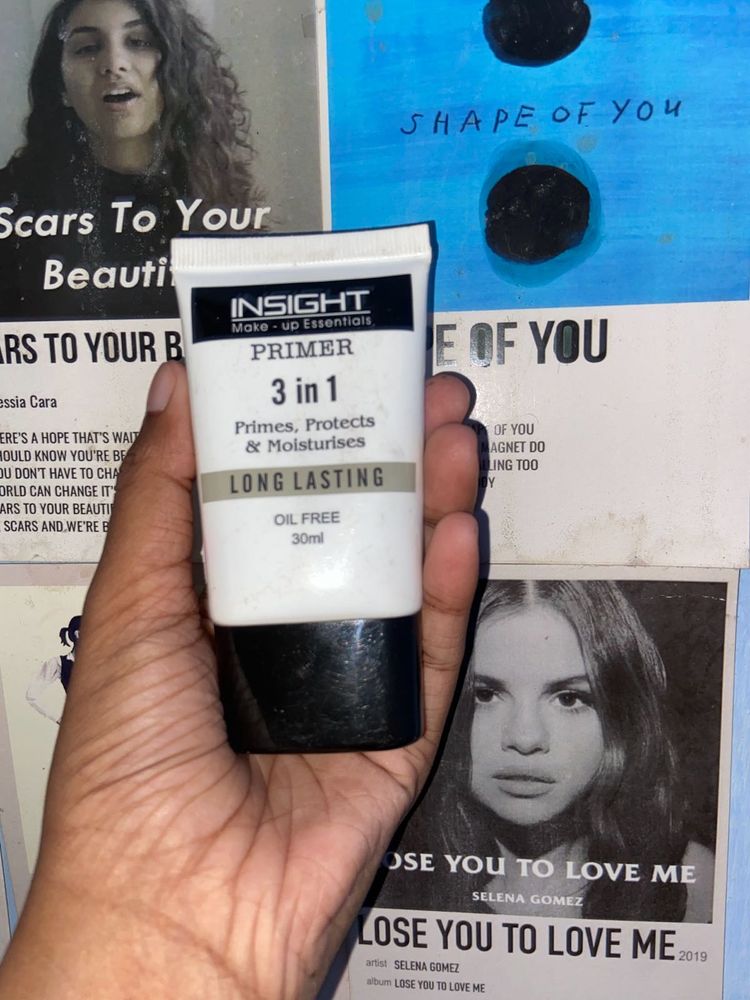 Scars To Your
SHAPE OF YOU
INSIGHT
Make-up Essentials
PRIMER
3 in 1
Primes, Protects
& Moisturises
LONG LASTING
OIL FREE
30ml
ARS TO YOUR B
E OF YOU
essia Cara
ERE'S A HOPE THAT'S WAIT
HOULD KNOW YOU'RE BE
OU DON'T HAVE TO CHA
ORLD CAN CHANGE IT'S
ARS TO YOUR BEAUTIF
SCARS AND WE'RE B
OF YOU
MAGNET DO
LLING TOO
DY
OSE YOU TO LOVE ME
SELENA GOMEZ
LOSE YOU TO LOVE ME 2019
artist SELENA GOMEZ
album LOSE YOU TO LOVE ME